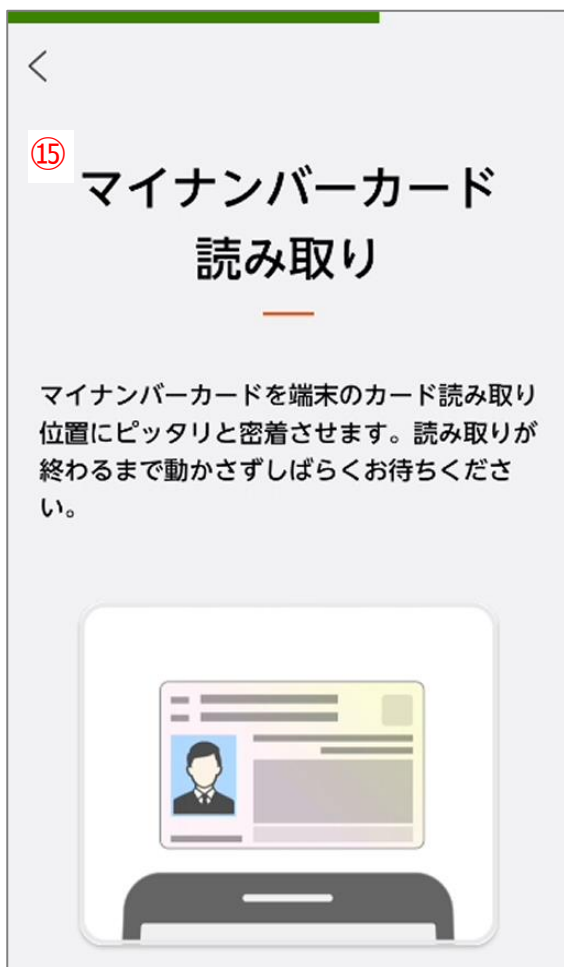 ⑮
マイナンバーカード
読み取り
マイナンバーカードを端末のカード読み取り
位置にピッタリと密着させます。読み取りが
終わるまで動かさずしばらくお待ちくださ
い。